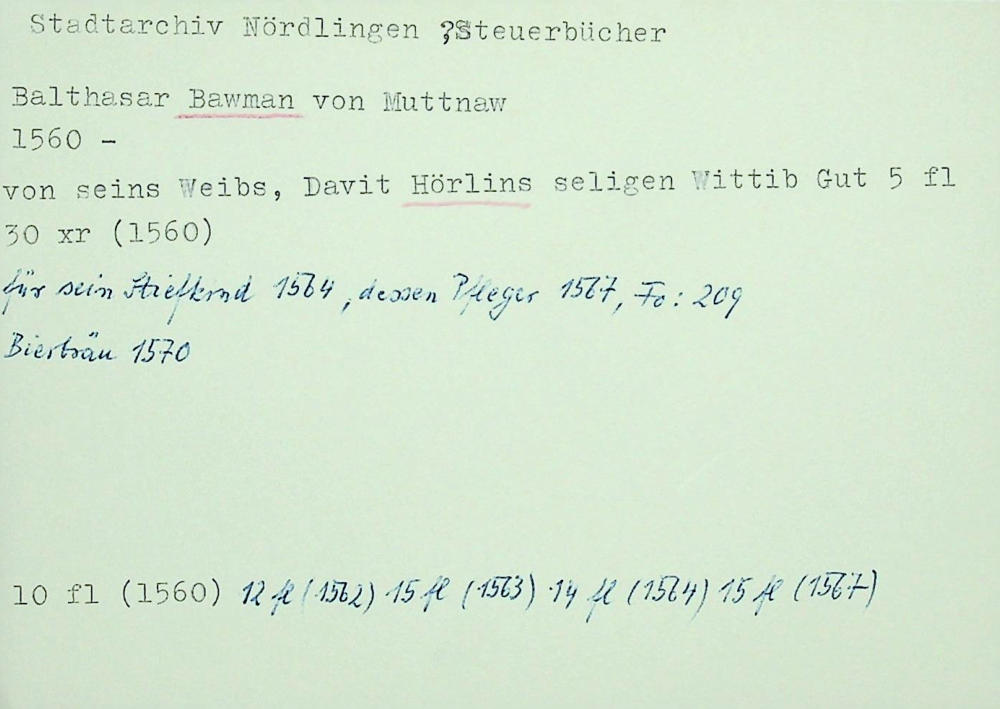 Stadtarchiv Nördlingen ?Steuerbücher
Balthasar Bawman von Muttnaw
1560 -
von seins Weibs, Davit Hörlins seligen Wittib Gut 5 fl
30 xr (1560)
für sein Stiefkind 1564, dessen Pfleger 1567, Fo: 209
Bierbräu 1570
10 fl (1560) 12 fl (1562) 15 fl (1563) 14 fl (1564) 15 fl (1567)